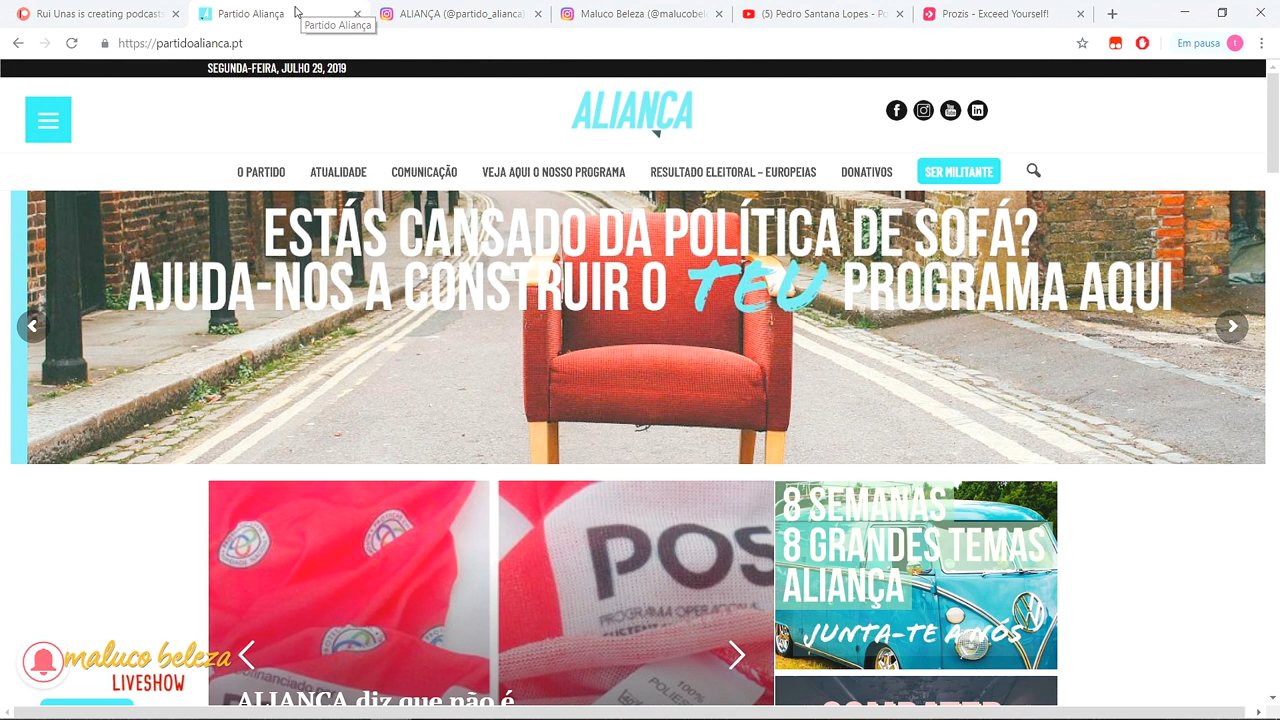 Rui Unas is creating podcasts
Partido Aliança
ALIANÇA (@partido_alianca)
Maluco Beleza (@malucobel
(5) Pedro Santana Lopes - Po
Prozis - Exceed Yourself!
Partido Aliança
https://partidoalianca.pt
Em pausa
t
SEGUNDA-FEIRA, JULHO 29, 2019
ALIANÇA
O PARTIDO
ATUALIDADE
COMUNICAÇÃO
VEJA AQUI O NOSSO PROGRAMA
RESULTADO ELEITORAL – EUROPEIAS
DONATIVOS
SER MILITANTE
ESTÁS CANSADO DA POLÍTICA DE SOFÁ?
AJUDA-NOS A CONSTRUIR O TEU PROGRAMA AQUI
8 SEMANAS
8 GRANDES TEMAS
ALIANÇA
JUNTA-TE A NÓS
POS
PROGRAMA OPERACIONAL
100%
maluco beleza
LIVESHOW
ALIANÇA diz que não é
COMBATER